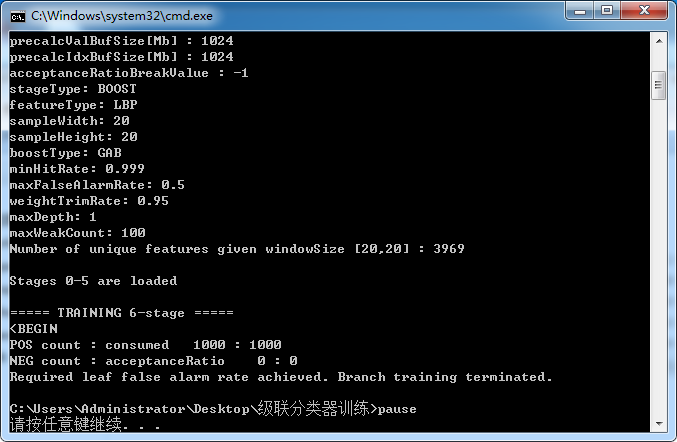 C:\Windows\system32\cmd.exe
precalcValBufSize[Mb] : 1024
precalcIdxBufSize[Mb] : 1024
acceptanceRatioBreakValue : -1
stageType: BOOST
featureType: LBP
sampleWidth: 20
sampleHeight: 20
boostType: GAB
minHitRate: 0.999
maxFalseAlarmRate: 0.5
weightTrimRate: 0.95
maxDepth: 1
maxWeakCount: 100
Number of unique features given windowSize [20,20] : 3969
Stages 0-5 are loaded
===== TRAINING 6-stage =====
<BEGIN
POS count : consumed   1000 : 1000
NEG count : acceptanceRatio    0 : 0
Required leaf false alarm rate achieved. Branch training terminated.
C:\Users\Administrator\Desktop\级联分类器训练>pause
请按任意键继续. . .